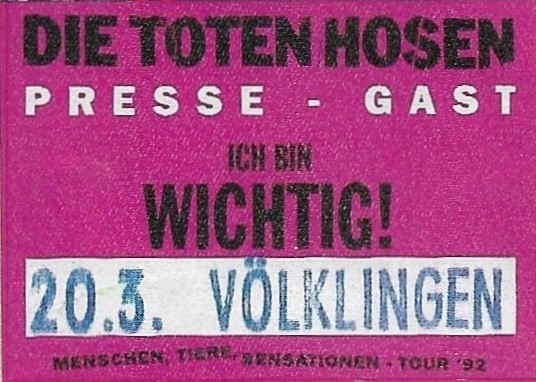 DIE TOTEN HOSEN
PRESSE - GAST
ICH BIN
WICHTIG!
20.3. VÖLKLINGEN
MENSCHEN, TIERE, SENSATIONEN - TOUR '92